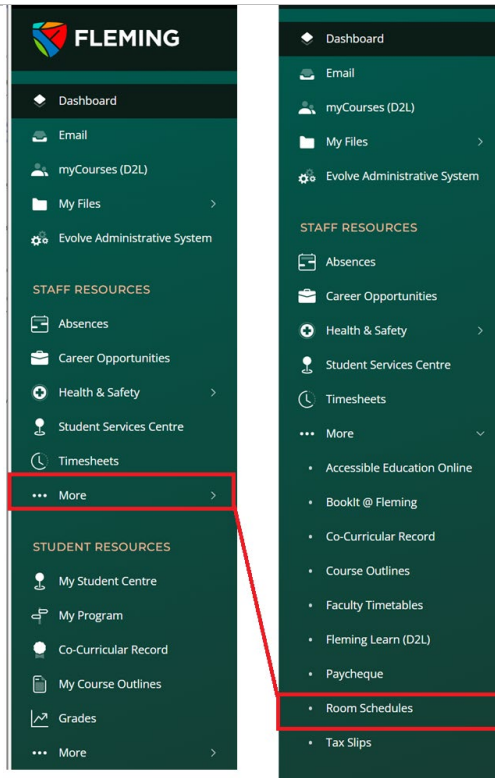 FLEMING
Dashboard
Email
myCourses (D2L)
My Files
Evolve Administrative System
STAFF RESOURCES
Absences
Career Opportunities
Health & Safety
Student Services Centre
Timesheets
More
STUDENT RESOURCES
My Student Centre
My Program
Co-Curricular Record
My Course Outlines
Grades
More
Dashboard
Email
myCourses (D2L)
My Files
Evolve Administrative System
STAFF RESOURCES
Absences
Career Opportunities
Health & Safety
Student Services Centre
Timesheets
More
Accessible Education Online
BookIt @ Fleming
Co-Curricular Record
Course Outlines
Faculty Timetables
Fleming Learn (D2L)
Paycheque
Room Schedules
Tax Slips